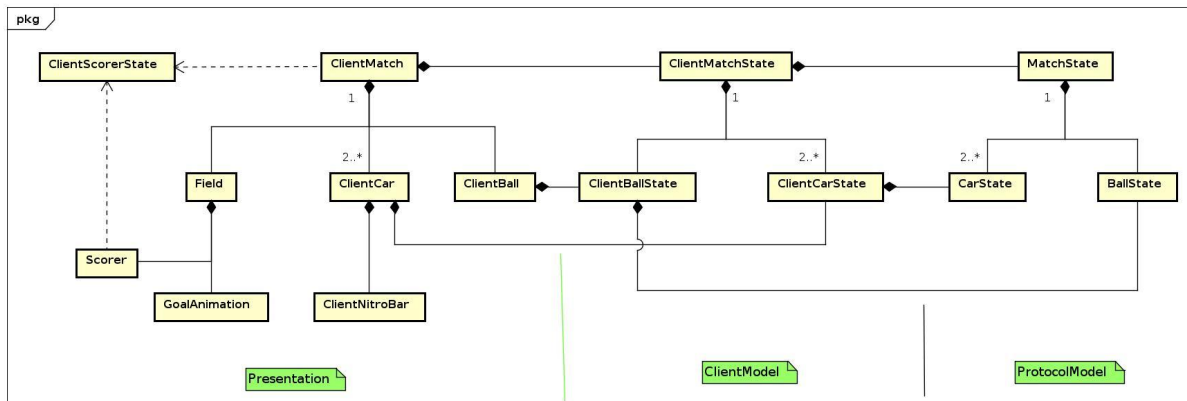 pkg
ClientScorerState
ClientMatch
ClientMatchState
MatchState
1
1
1
2..*
2..*
2..*
Field
ClientCar
ClientBall
ClientBallState
ClientCarState
CarState
BallState
Scorer
GoalAnimation
ClientNitroBar
Presentation
ClientModel
ProtocolModel